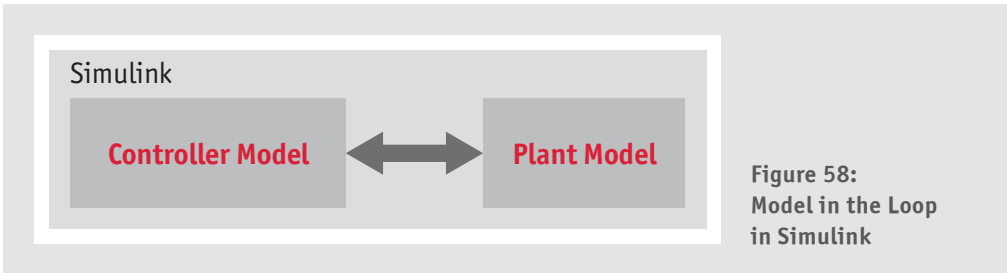 Simulink
Controller Model
Plant Model
Figure 58:
Model in the Loop
in Simulink